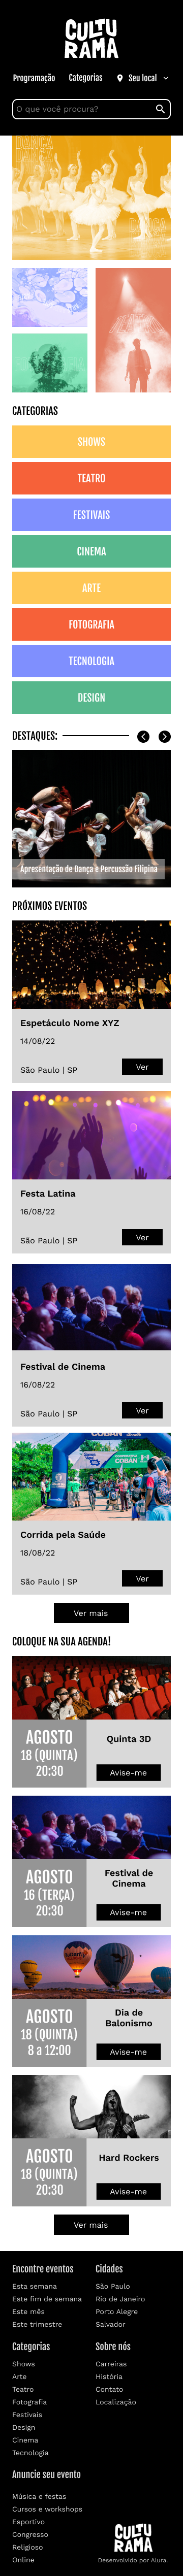 CULTU
RAMA
Programação
Categorias
Seu local
O que você procura?
DANÇA
CATEGORIAS
SHOWS
TEATRO
FESTIVAIS
CINEMA
ARTE
FOTOGRAFIA
TECNOLOGIA
DESIGN
DESTAQUES:
Apresentação de Dança e Percussão Filipina
PRÓXIMOS EVENTOS
Espetáculo Nome XYZ
14/08/22
São Paulo | SP
Ver
Festa Latina
16/08/22
São Paulo | SP
Ver
Festival de Cinema
16/08/22
São Paulo | SP
Ver
COBAN
Corrida pela Saúde
18/08/22
São Paulo | SP
Ver
Ver mais
COLOQUE NA SUA AGENDA!
AGOSTO
18 (QUINTA)
20:30
Quinta 3D
Avise-me
AGOSTO
16 (TERÇA)
20:30
Festival de
Cinema
Avise-me
AGOSTO
18 (QUINTA)
8 a 12:00
Dia de
Balonismo
Avise-me
AGOSTO
18 (QUINTA)
20:30
Hard Rockers
Avise-me
Ver mais
Encontre eventos
Esta semana
Este fim de semana
Este mês
Este trimestre
Cidades
São Paulo
Rio de Janeiro
Porto Alegre
Salvador
Categorias
Shows
Arte
Teatro
Fotografia
Festivais
Design
Cinema
Tecnologia
Sobre nós
Carreiras
História
Contato
Localização
Anuncie seu evento
Música e festas
Cursos e workshops
Esportivo
Congresso
Religioso
Online
CULTU
RAMA
Desenvolvido por Alura.